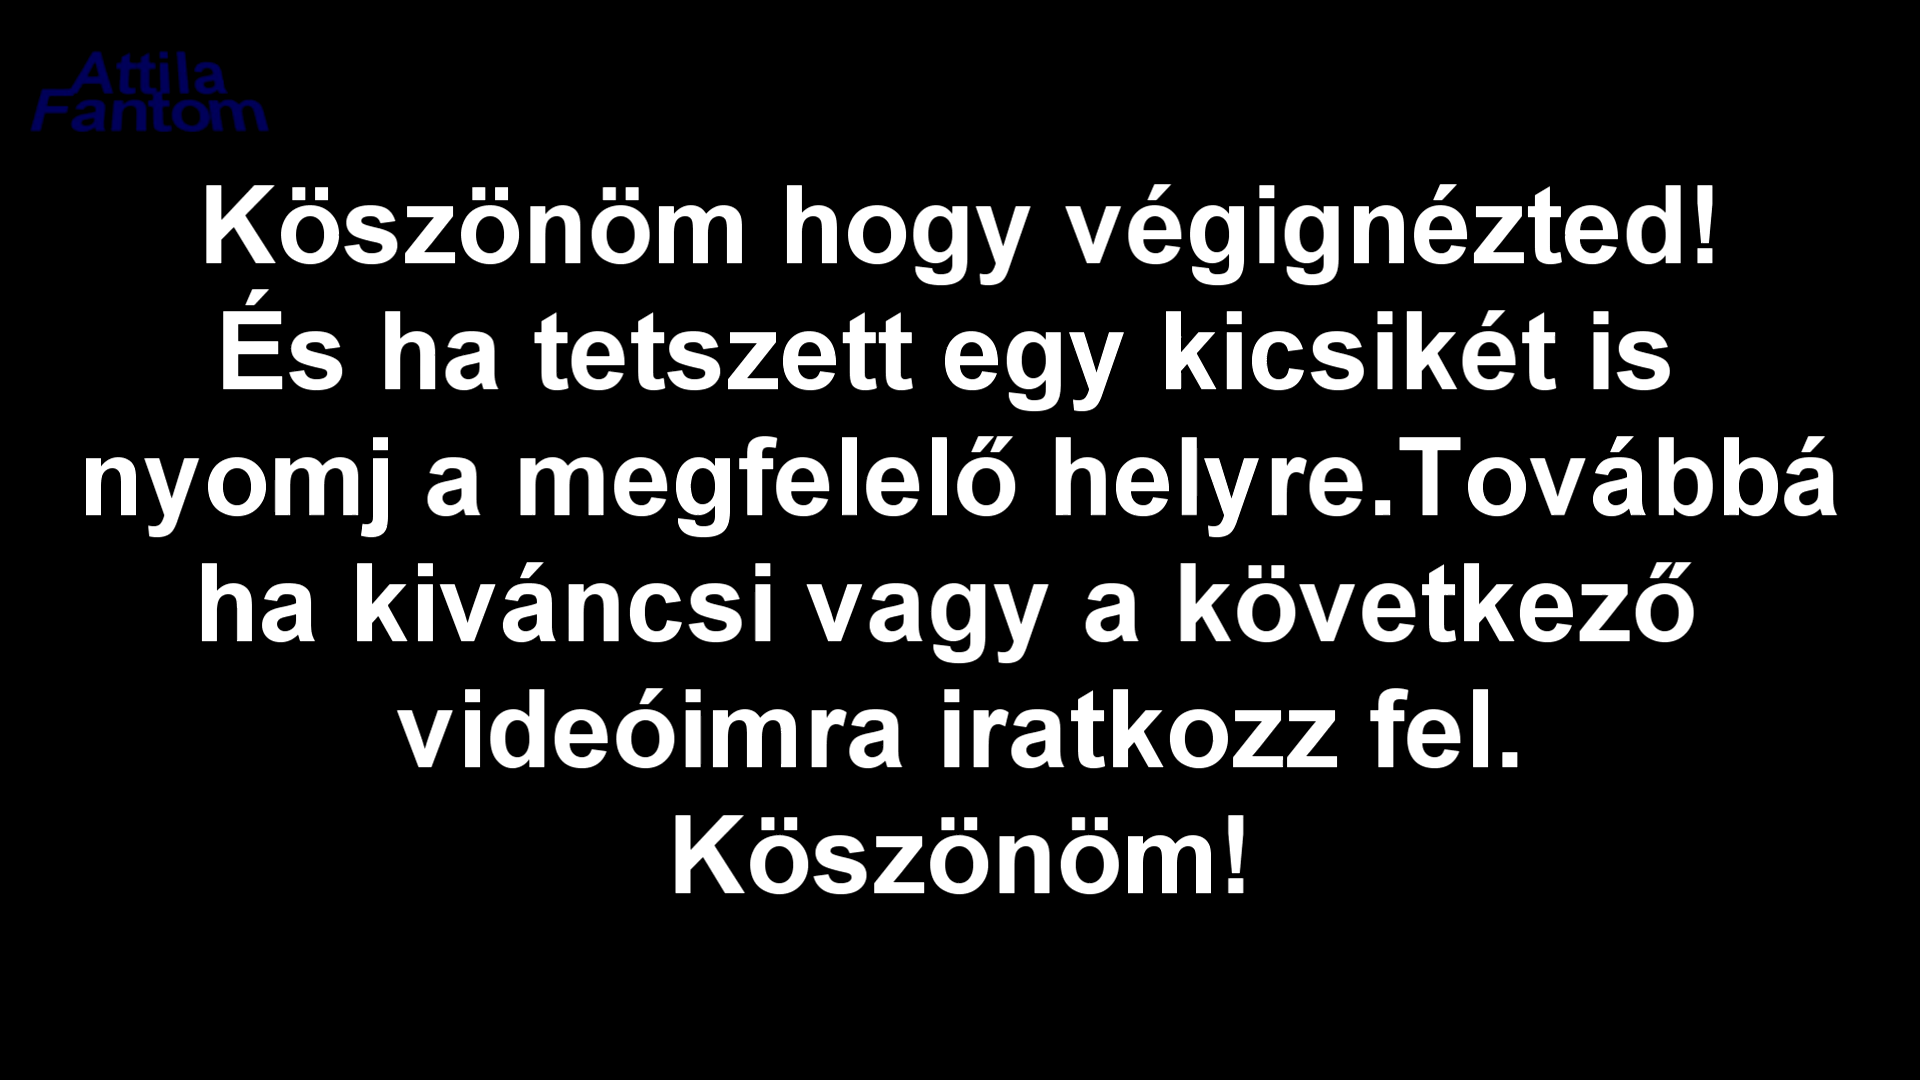 Attila
Fantom
Köszönöm hogy végignézted!
És ha tetszett egy kicsikét is
nyomj a megfelelő helyre.Továbbá
ha kiváncsi vagy a következő
videóimra iratkozz fel.
Köszönöm!